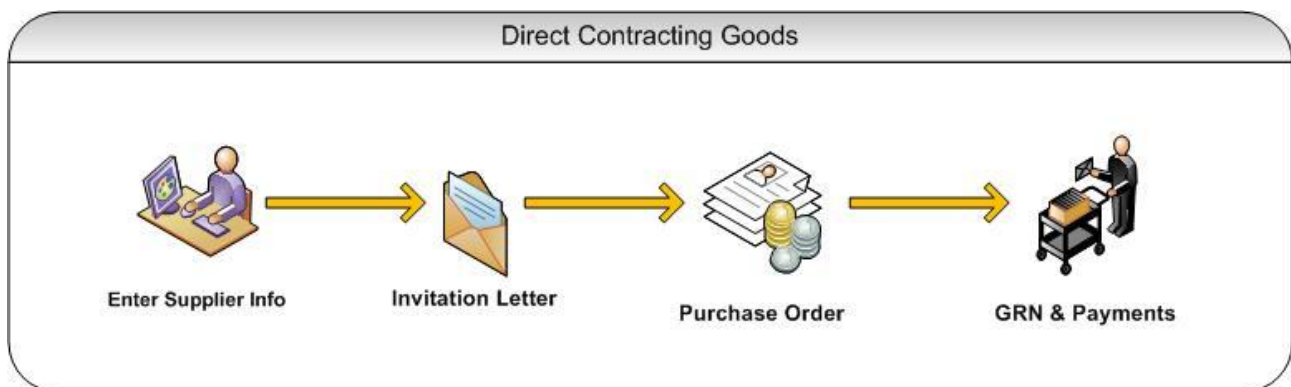 Direct Contracting Goods
Enter Supplier Info
Invitation Letter
Purchase Order
GRN & Payments